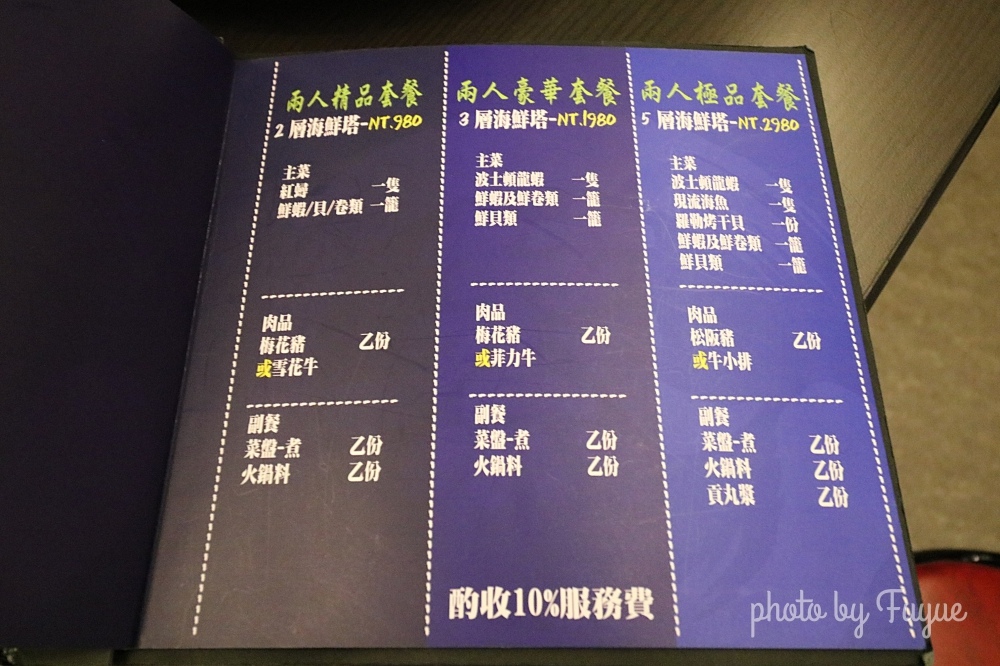 兩人精品套餐
2 層海鮮塔-NT.980
主菜
紅蟳 一隻
鮮蝦/貝/卷類 一籠
肉品
梅花豬 乙份
或雪花牛
副餐
菜盤-煮 乙份
火鍋料 乙份
兩人豪華套餐
3 層海鮮塔-NT.1980
主菜
波士頓龍蝦 一隻
鮮蝦及鮮卷類 一籠
鮮貝類 一籠
肉品
梅花豬 乙份
或菲力牛
副餐
菜盤-煮 乙份
火鍋料 乙份
兩人極品套餐
5 層海鮮塔-NT.2980
主菜
波士頓龍蝦 一隻
現流海魚 一隻
羅勒烤干貝 一份
鮮蝦及鮮卷類 一籠
鮮貝類 一籠
肉品
松阪豬 乙份
或牛小排
副餐
菜盤-煮 乙份
火鍋料 乙份
貢丸漿 乙份
酌收10%服務費
photo by Fuyue